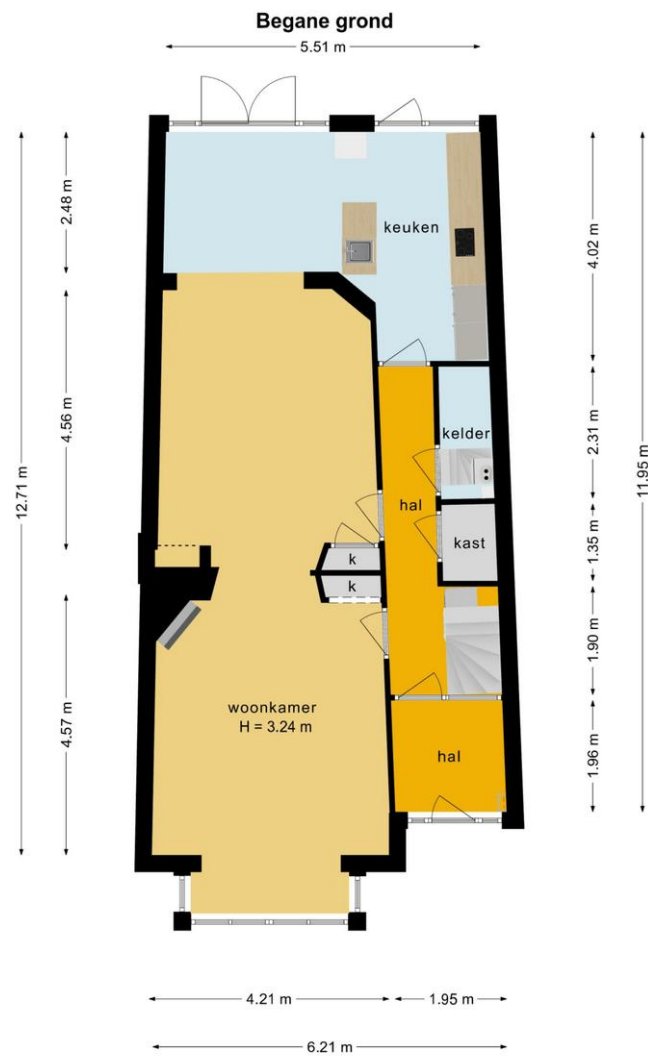 Begane grond
5.51 m
2.48 m
4.02 m
keuken
4.56 m
2.31 m
kelder
12.71 m
11.95 m
hal
1.35 m
kast
k
k
1.90 m
4.57 m
woonkamer
H = 3.24 m
1.96 m
hal
4.21 m
1.95 m
6.21 m